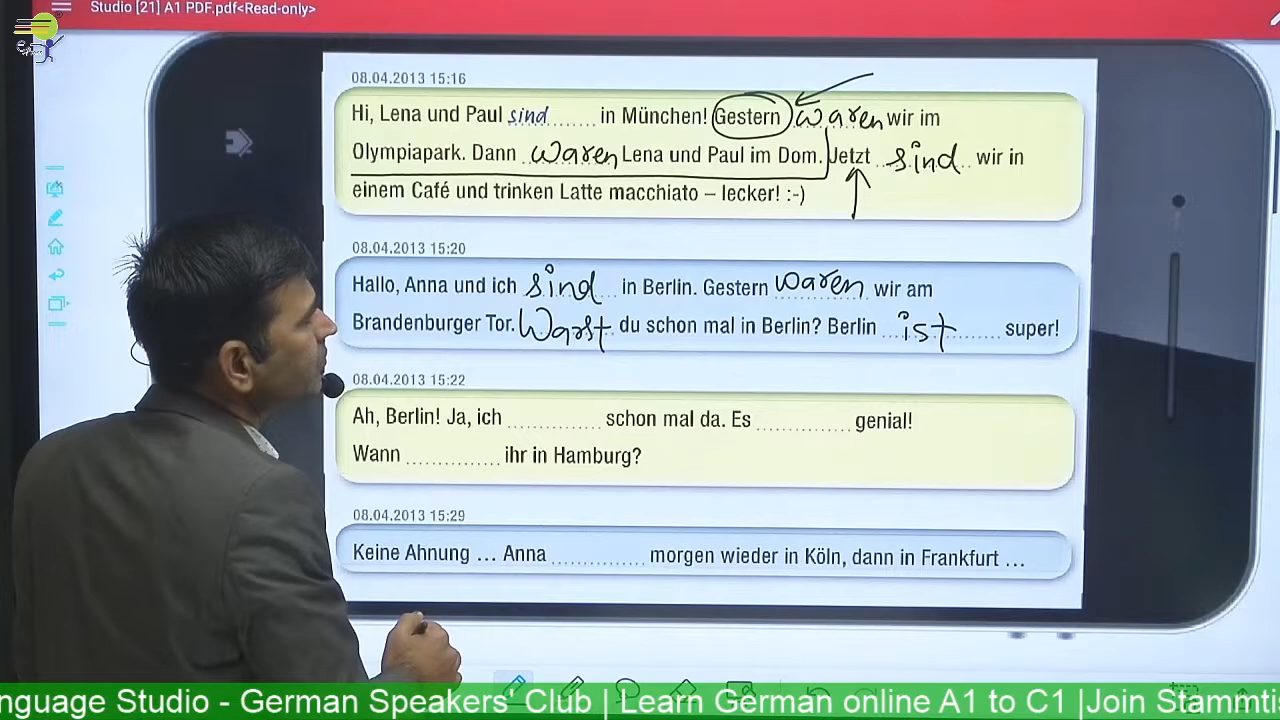 Studio [21] A1 PDF.pdf<Read-only>
08.04.2013 15:16
Hi, Lena und Paul sind in München! Gestern waren wir im
Olympiapark. Dann waren Lena und Paul im Dom. Jetzt sind wir in
einem Café und trinken Latte macchiato – lecker! :-)
08.04.2013 15:20
Hallo, Anna und ich sind in Berlin. Gestern waren wir am
Brandenburger Tor. Warst du schon mal in Berlin? Berlin ist super!
08.04.2013 15:22
Ah, Berlin! Ja, ich .............. schon mal da. Es .............. genial!
Wann .............. ihr in Hamburg?
08.04.2013 15:29
Keine Ahnung … Anna .............. morgen wieder in Köln, dann in Frankfurt …
nguage Studio - German Speakers' Club | Learn German online A1 to C1 |Join Stammti